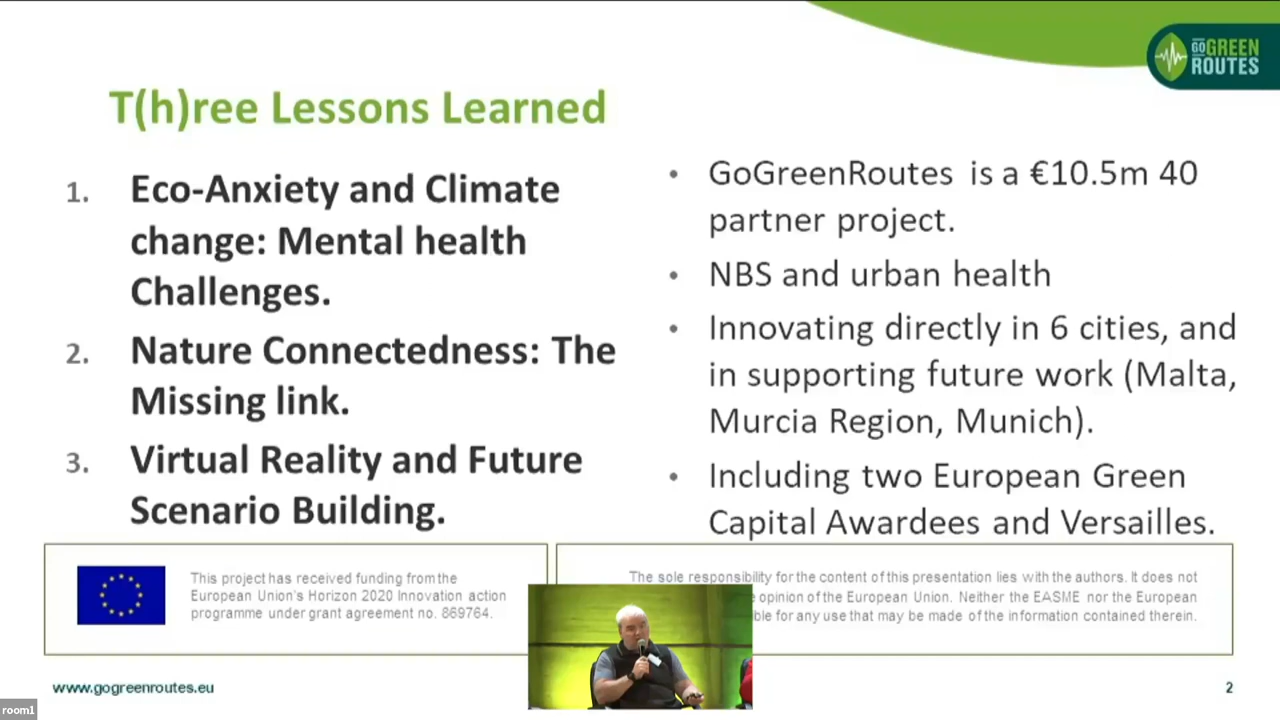 GO GREEN
ROUTES
T(h)ree Lessons Learned
1. Eco-Anxiety and Climate
change: Mental health
Challenges.
2. Nature Connectedness: The
Missing link.
3. Virtual Reality and Future
Scenario Building.
• GoGreenRoutes is a €10.5m 40
partner project.
• NBS and urban health
• Innovating directly in 6 cities, and
in supporting future work (Malta,
Murcia Region, Munich).
• Including two European Green
Capital Awardees and Versailles.
This project has received funding from the
European Union's Horizon 2020 Innovation action
programme under grant agreement no. 869764.
The sole responsibility for the content of this presentation lies with the authors. It does not
opinion of the European Union. Neither the EASME nor the European
for any use that may be made of the information contained therein.
www.gogreenroutes.eu
2
room1